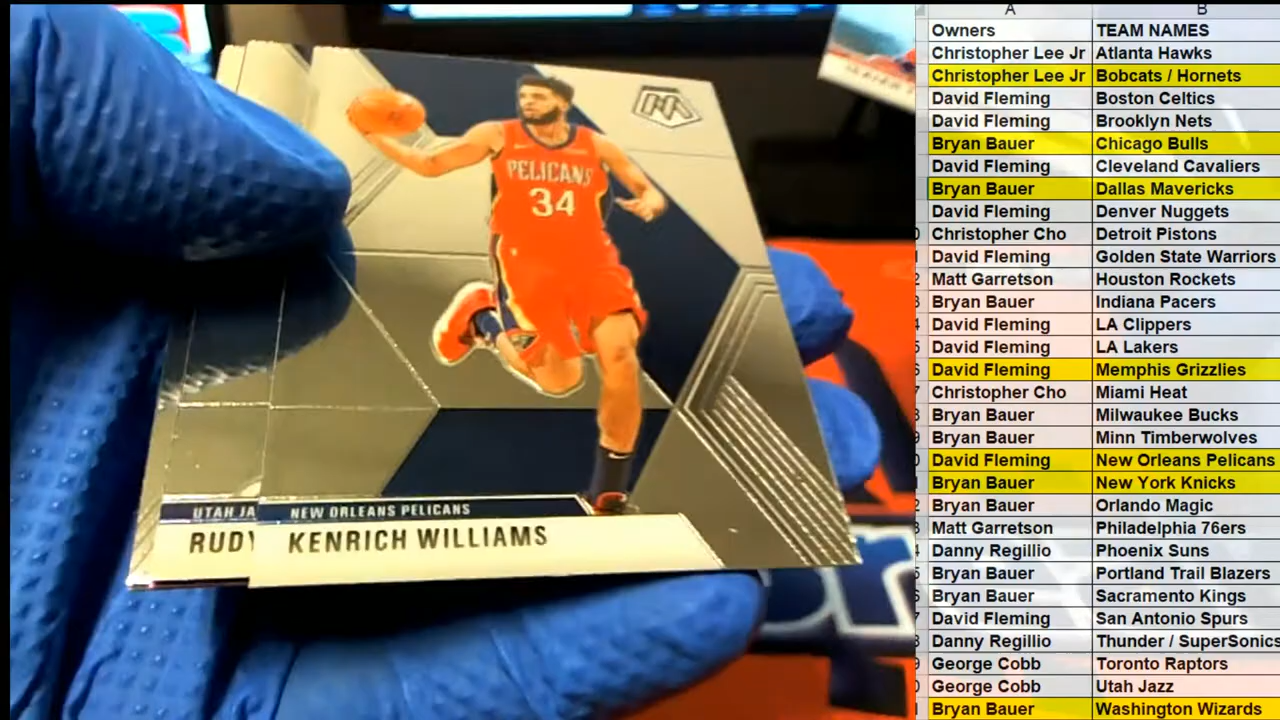 PELICANS
34
UTAH JA
RUDY
NEW ORLEANS PELICANS
KENRICH WILLIAMS
A B
Owners TEAM NAMES
Christopher Lee Jr Atlanta Hawks
Christopher Lee Jr Bobcats / Hornets
David Fleming Boston Celtics
David Fleming Brooklyn Nets
Bryan Bauer Chicago Bulls
David Fleming Cleveland Cavaliers
Bryan Bauer Dallas Mavericks
David Fleming Denver Nuggets
Christopher Cho Detroit Pistons
David Fleming Golden State Warriors
Matt Garretson Houston Rockets
Bryan Bauer Indiana Pacers
David Fleming LA Clippers
David Fleming LA Lakers
David Fleming Memphis Grizzlies
Christopher Cho Miami Heat
Bryan Bauer Milwaukee Bucks
Bryan Bauer Minn Timberwolves
David Fleming New Orleans Pelicans
Bryan Bauer New York Knicks
Bryan Bauer Orlando Magic
Matt Garretson Philadelphia 76ers
Danny Regillio Phoenix Suns
Bryan Bauer Portland Trail Blazers
Bryan Bauer Sacramento Kings
David Fleming San Antonio Spurs
Danny Regillio Thunder / SuperSonics
George Cobb Toronto Raptors
George Cobb Utah Jazz
Bryan Bauer Washington Wizards